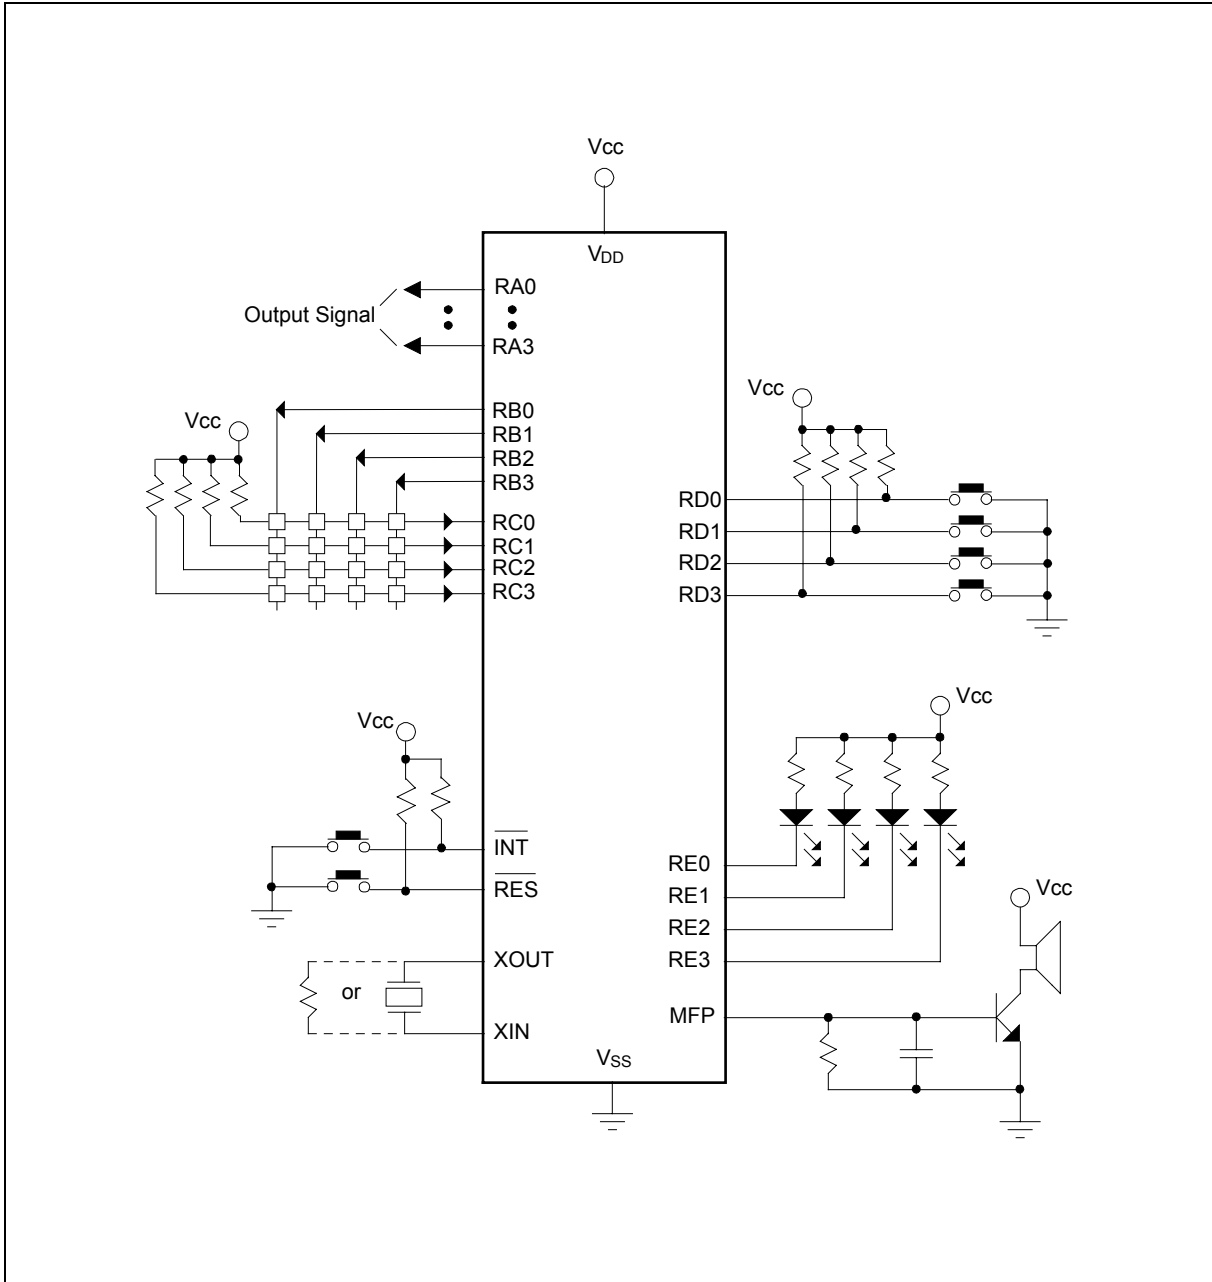 Vcc
VDD
RA0
Output Signal
RA3
Vcc
RB0
RB1
RB2
RB3
RC0
RC1
RC2
RC3
Vcc
RD0
RD1
RD2
RD3
Vcc
INT
RES
XOUT
or
XIN
Vcc
RE0
RE1
RE2
RE3
Vcc
MFP
VSS